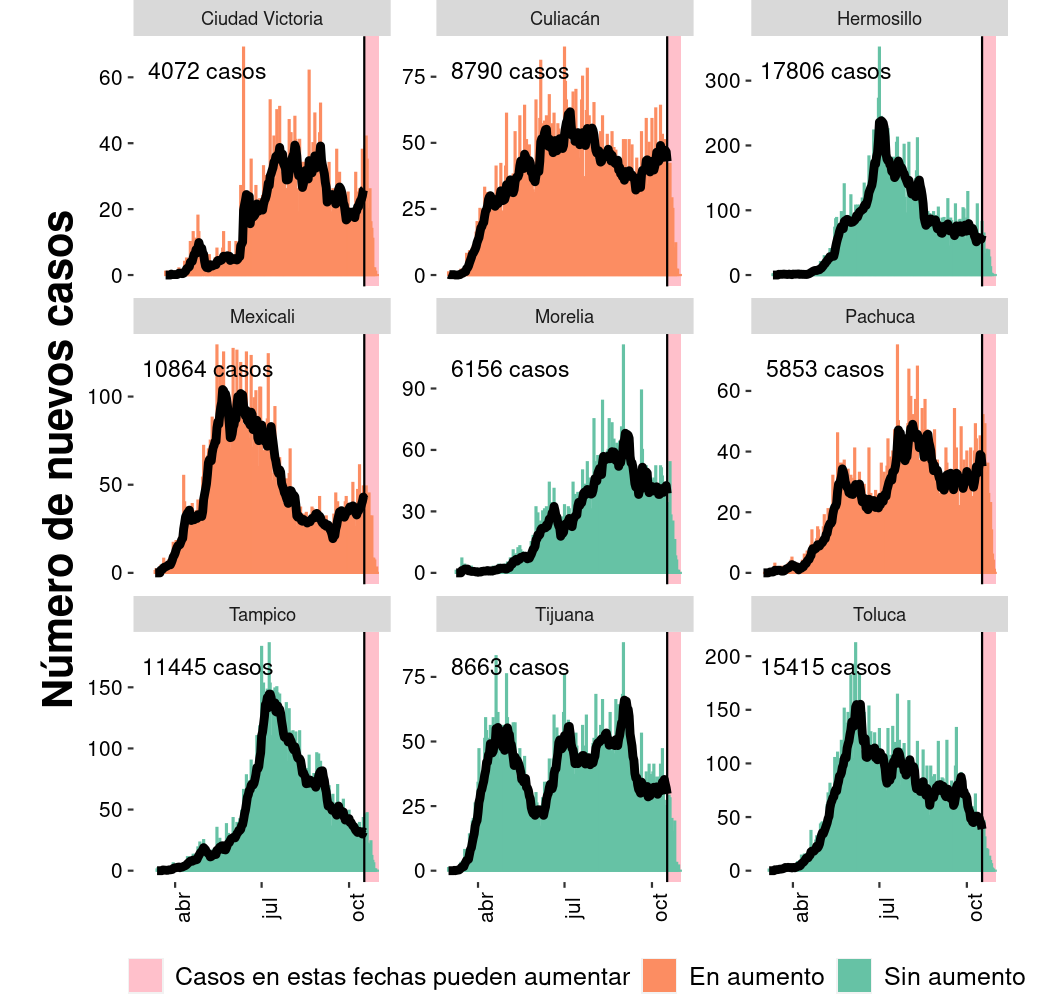 Número de nuevos casos
Ciudad Victoria
Culiacán
Hermosillo
4072 casos
8790 casos
17806 casos
60
40
20
0
75
50
25
0
300
200
100
0
Mexicali
Morelia
Pachuca
10864 casos
6156 casos
5853 casos
100
50
0
90
60
30
0
60
40
20
0
Tampico
Tijuana
Toluca
11445 casos
8663 casos
15415 casos
150
100
50
0
75
50
25
0
200
150
100
50
0
abr
jul
oct
abr
jul
oct
abr
jul
oct
Casos en estas fechas pueden aumentar
En aumento
Sin aumento